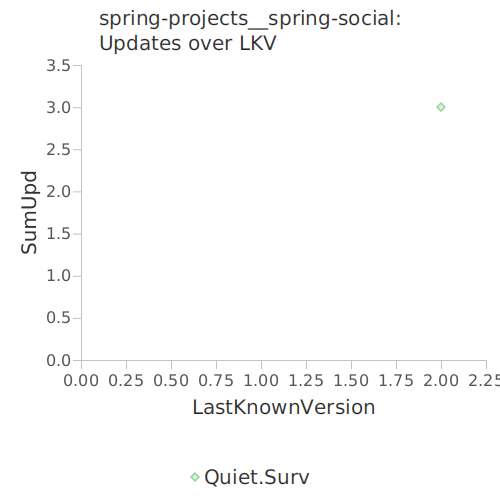 spring-projects__spring-social:
Updates over LKV
3.5
3.0
2.5
2.0
1.5
1.0
0.5
0.0
SumUpd
0.00 0.25 0.50 0.75 1.00 1.25 1.50 1.75 2.00 2.25
LastKnownVersion
Quiet.Surv